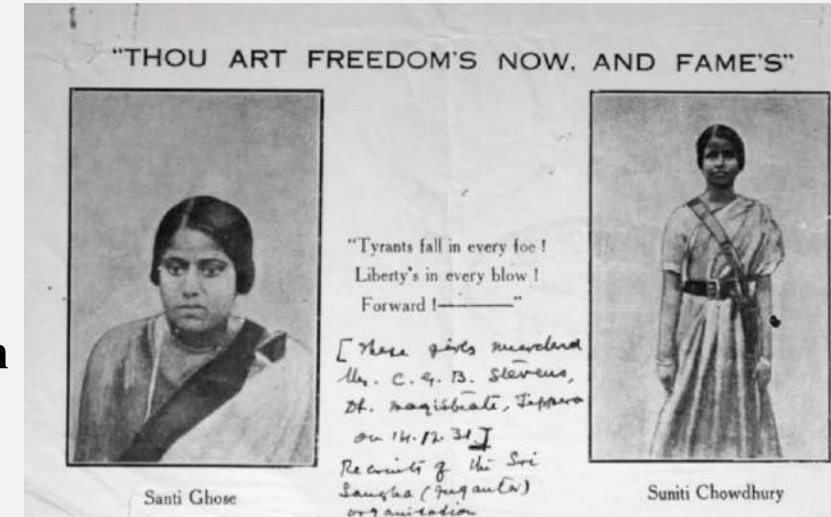 "THOU ART FREEDOM'S NOW, AND FAME'S"
"Tyrants fall in every foe !
Liberty's in every blow !
Forward !———"
[ These girls murdered
Mr. C. G. B. Stevens,
Dt. Magistrate, Tippera
on 14.12.31 ]
Recruits of the Sri
Sangha (Jugantar)
organisation
Santi Ghose
Suniti Chowdhury